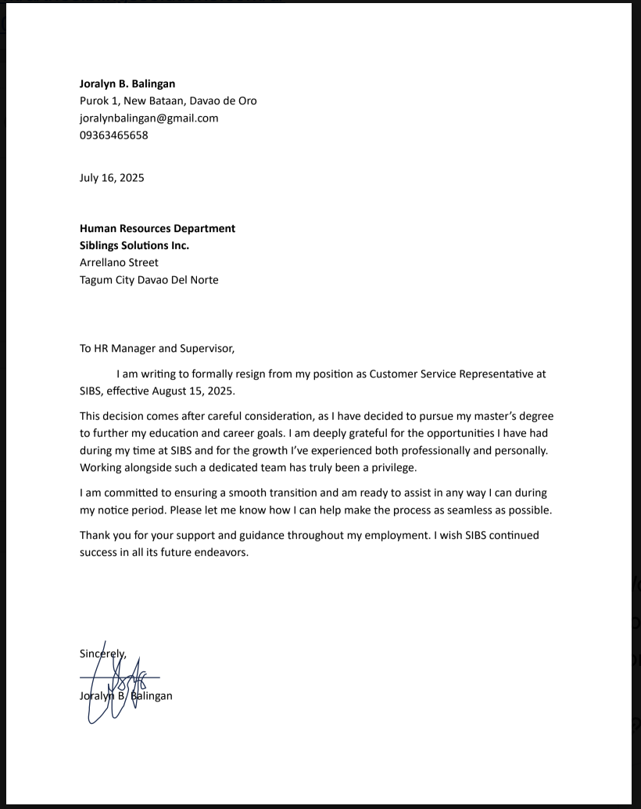 Joralyn B. Balingan
Purok 1, New Bataan, Davao de Oro
joralynbalingan@gmail.com
09363465658
July 16, 2025
Human Resources Department
Siblings Solutions Inc.
Arrellano Street
Tagum City Davao Del Norte
To HR Manager and Supervisor,
I am writing to formally resign from my position as Customer Service Representative at
SIBS, effective August 15, 2025.
This decision comes after careful consideration, as I have decided to pursue my master’s degree
to further my education and career goals. I am deeply grateful for the opportunities I have had
during my time at SIBS and for the growth I’ve experienced both professionally and personally.
Working alongside such a dedicated team has truly been a privilege.
I am committed to ensuring a smooth transition and am ready to assist in any way I can during
my notice period. Please let me know how I can help make the process as seamless as possible.
Thank you for your support and guidance throughout my employment. I wish SIBS continued
success in all its future endeavors.
Sincerely,
Joralyn B. Balingan